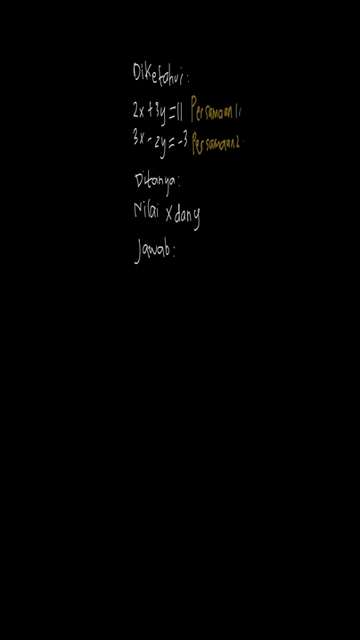 Diketahui:
2x+3y=11 Persamaan 1
3x-2y=-3 Persamaan 2
Ditanya:
Nilai x dan y
Jawab: